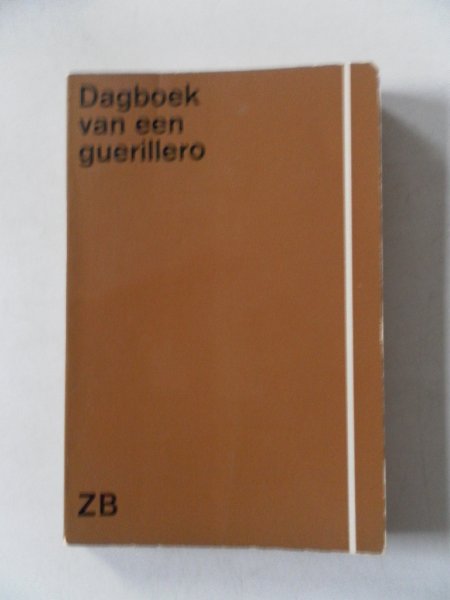 Dagboek
van een
guerillero
ZB